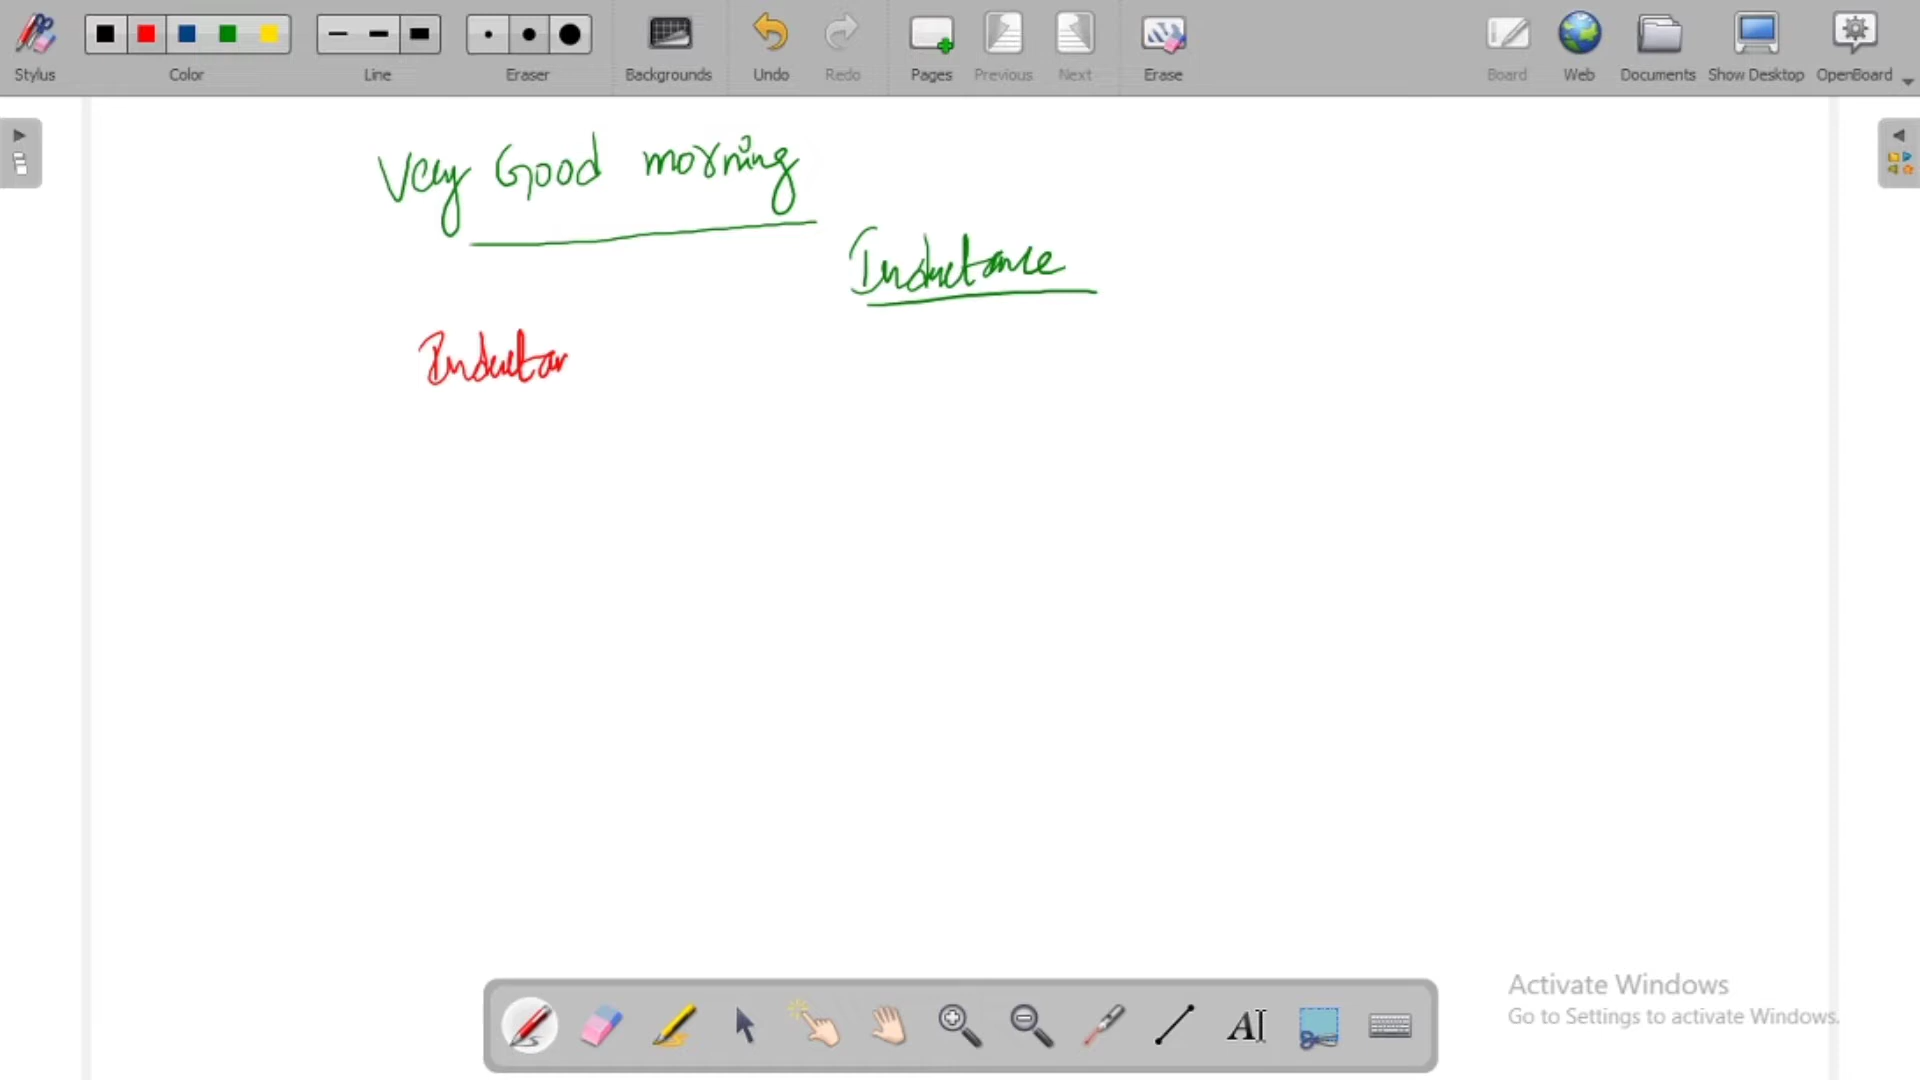 Stylus Color Line Eraser Backgrounds Undo Redo Pages Previous Next Erase Board Web Documents Show Desktop OpenBoard
Very Good morning
Inductance
Inductan
Activate Windows
Go to Settings to activate Windows.